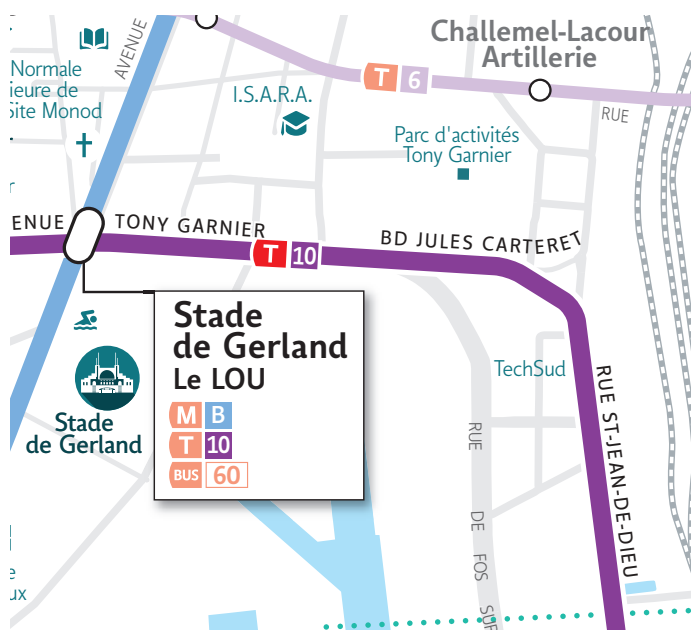 Challemel-Lacour
Artillerie
AVENUE
Normale
ieure de
Site Monod
T 6
I.S.A.R.A.
RUE
Parc d'activités
Tony Garnier
ENUE
TONY GARNIER
T 10
BD JULES CARTERET
Stade
de Gerland
Le LOU
M B
T 10
BUS 60
Stade
de Gerland
TechSud
RUE ST-JEAN-DE-DIEU
RUE DE FOS SUR
e
ux